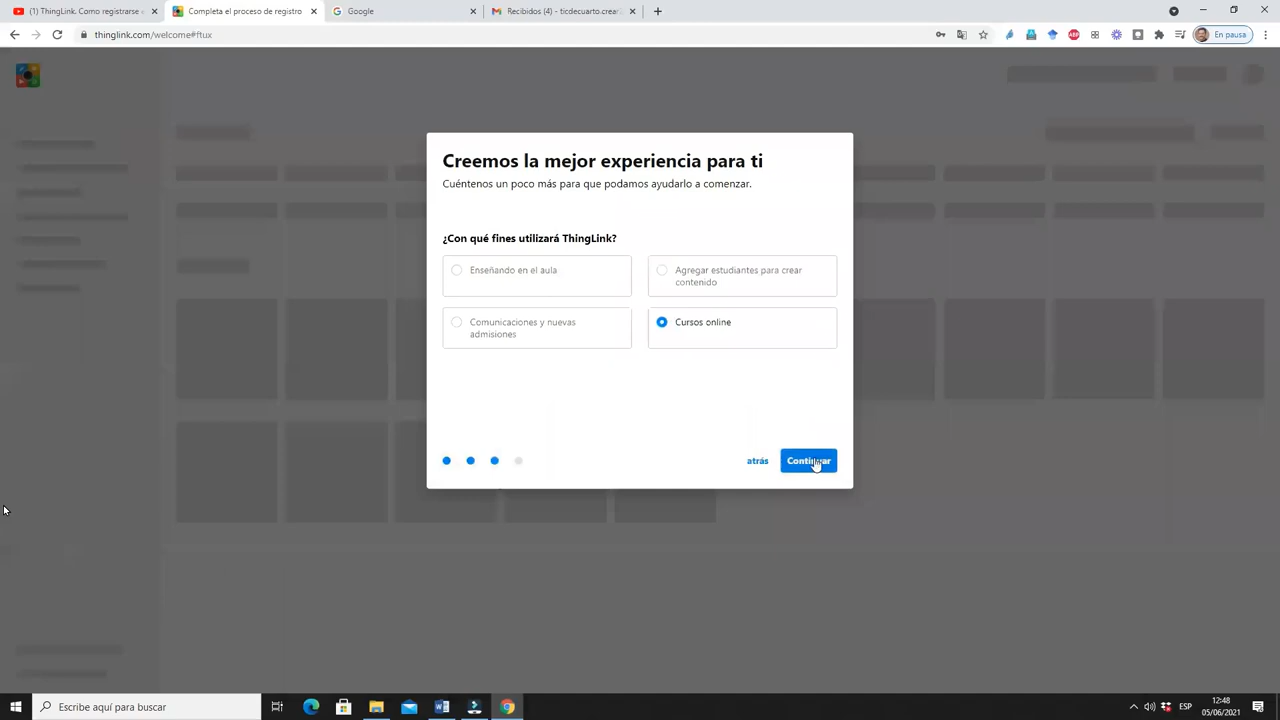 (1) ThingLink. Como registrarse
Completa el proceso de registro
Google
Recibidos (4) - ticdecuarto.crear
thinglink.com/welcome#ftux
ABP
En pausa
Creemos la mejor experiencia para ti
Cuéntenos un poco más para que podamos ayudarlo a comenzar.
¿Con qué fines utilizará ThingLink?
Enseñando en el aula
Agregar estudiantes para crear
contenido
Comunicaciones y nuevas
admisiones
Cursos online
atrás
Continuar
Escribe aquí para buscar
ESP
12:48
05/06/2021